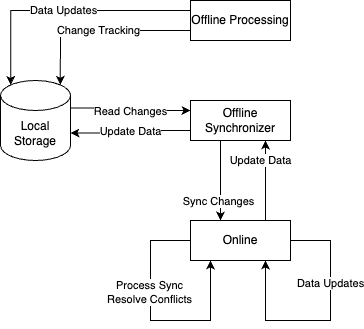 Data Updates
Offline Processing
Change Tracking
Local
Storage
Read Changes
Offline
Synchronizer
Update Data
Update Data
Sync Changes
Online
Process Sync
Resolve Conflicts
Data Updates